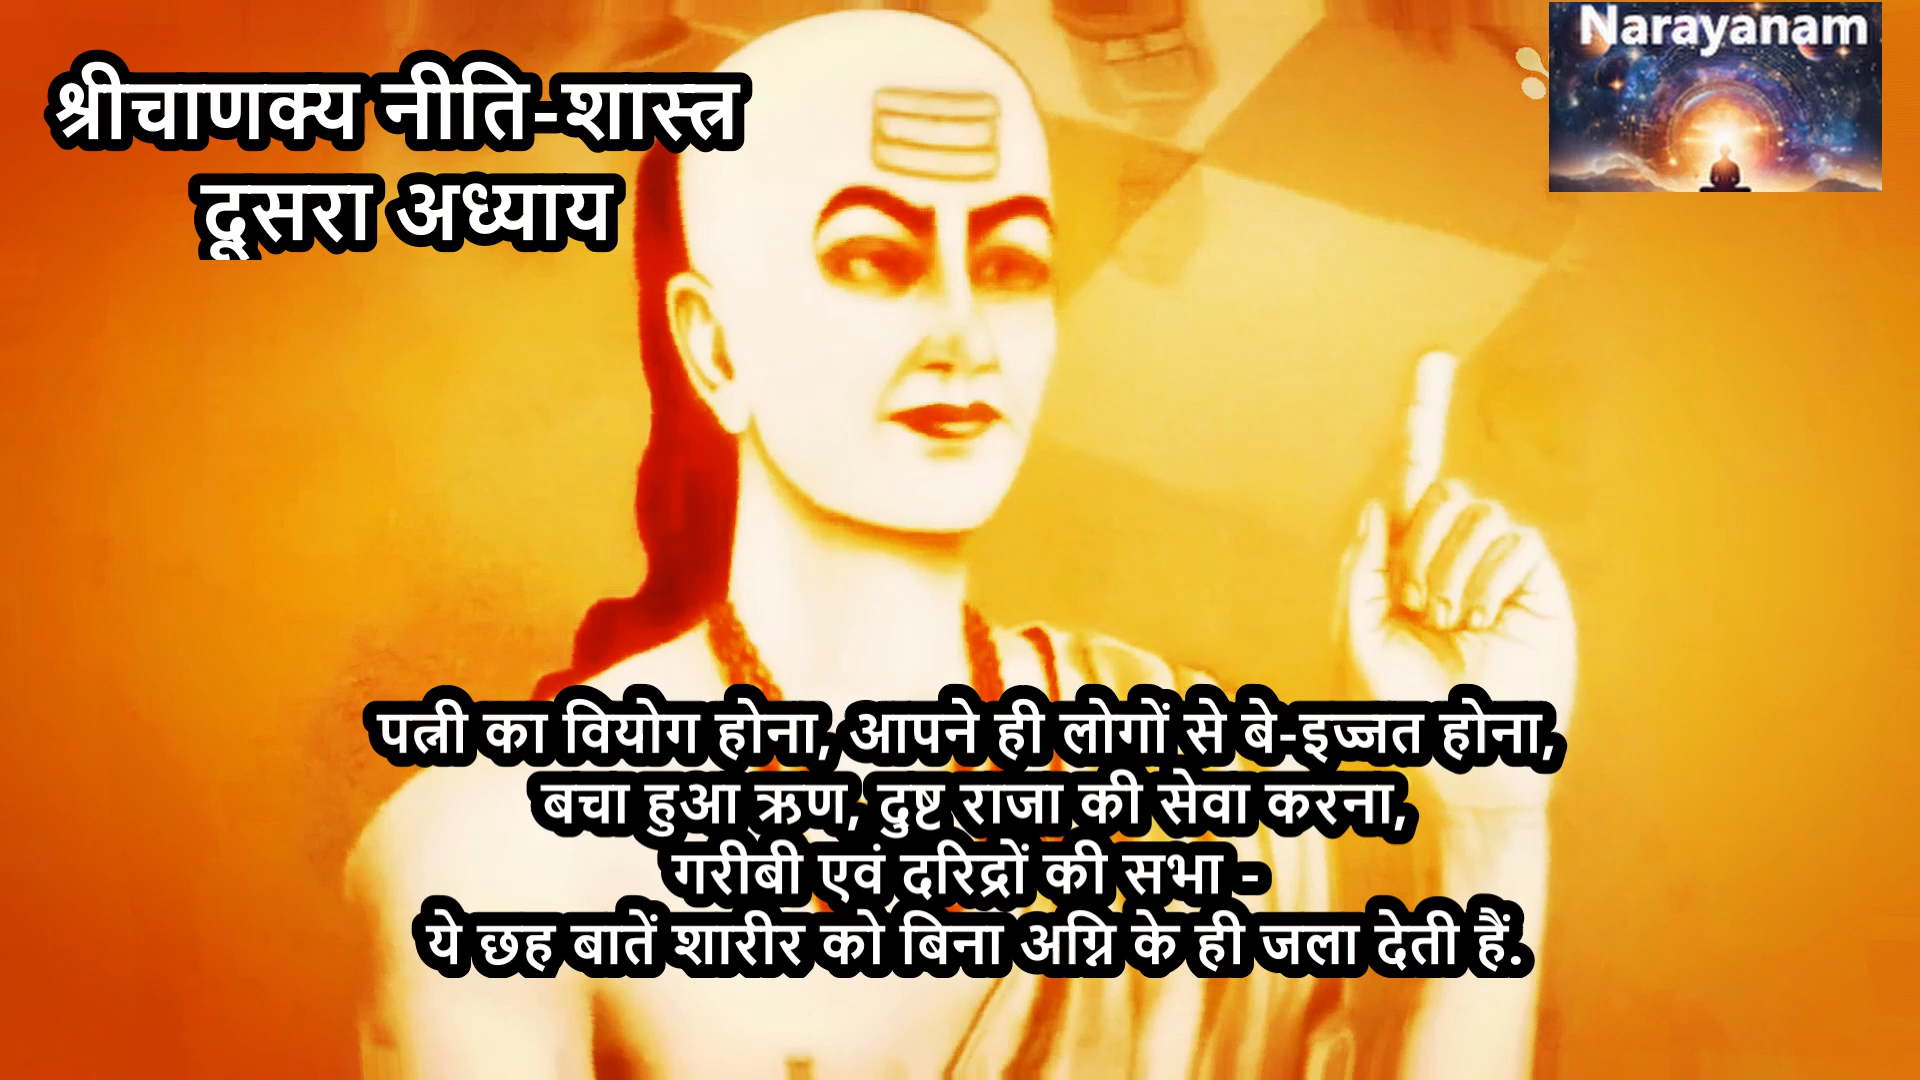 श्रीचाणक्य नीति-शास्त्र
दूसरा अध्याय
Narayanam
पत्नी का वियोग होना, आपने ही लोगों से बे-इज्जत होना,
बचा हुआ ऋण, दुष्ट राजा की सेवा करना,
गरीबी एवं दरिद्रों की सभा -
ये छह बातें शारीर को बिना अग्नि के ही जला देती हैं.